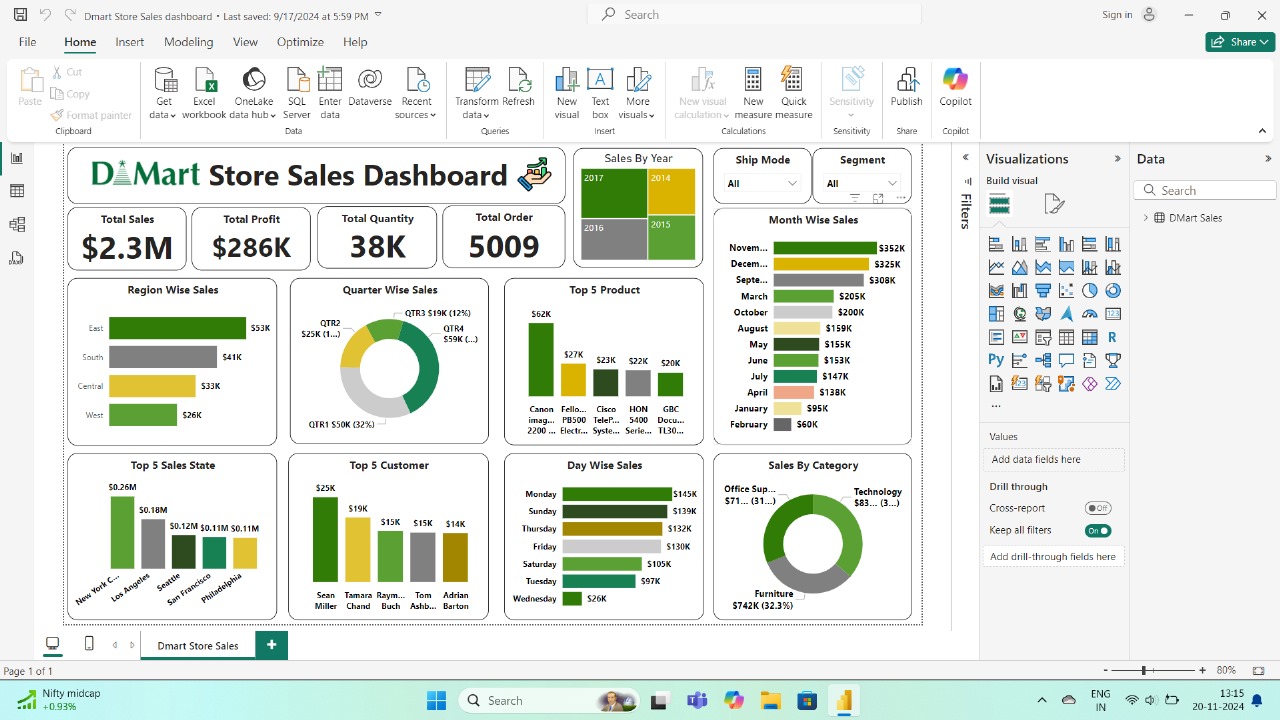 Dmart Store Sales dashboard • Last saved: 9/17/2024 at 5:59 PM
Search
Sign in
File Home Insert Modeling View Optimize Help
Share
Paste
Cut
Copy
Format painter
Clipboard
Get data
Excel workbook
OneLake data hub
SQL Server
Enter data
Dataverse
Recent sources
Data
Transform data
Refresh
Queries
New visual
Text box
More visuals
Insert
New visual calculation
New measure
Quick measure
Calculations
Sensitivity
Sensitivity
Publish
Share
Copilot
Copilot
DMart Store Sales Dashboard
Total Sales
$2.3M
Total Profit
$286K
Total Quantity
38K
Total Order
5009
Sales By Year
2017
2014
2016
2015
Ship Mode
All
Segment
All
Region Wise Sales
East $53K
South $41K
Central $33K
West $26K
Quarter Wise Sales
QTR3 $19K (12%)
QTR2
$25K (1...)
QTR4
$59K (...)
QTR1 $50K (32%)
Top 5 Product
$62K
$27K
$23K
$22K
$20K
Canon imag... 2200 ...
Fello... PB500 Electr...
Cisco TeleP... Syste...
HON 5400 Serie...
GBC Docu... TL30...
Month Wise Sales
Novem... $352K
Decem... $325K
Septe... $308K
March $205K
October $200K
August $159K
May $155K
June $153K
July $147K
April $138K
January $95K
February $60K
Top 5 Sales State
$0.26M
$0.18M
$0.12M
$0.11M
$0.11M
New York C...
Los Angeles
Seattle
San Francisco
Philadelphia
Top 5 Customer
$25K
$19K
$15K
$15K
$14K
Sean Miller
Tamara Chand
Raym... Buch
Tom Ashb...
Adrian Barton
Day Wise Sales
Monday $145K
Sunday $139K
Thursday $132K
Friday $130K
Saturday $105K
Tuesday $97K
Wednesday $26K
Sales By Category
Office Sup...
$71... (31...)
Technology
$83... (3...)
Furniture
$742K (32.3%)
Filters
Visualizations
Build visual
123
R
Py
...
Values
Add data fields here
Drill through
Cross-report
Off
Keep all filters
On
Add drill-through fields here
Data
Search
DMart Sales
Dmart Store Sales
+
Page 1 of 1
- + 80%
Nifty midcap
+0.93%
Search
ENG
IN
13:15
20-11-2024